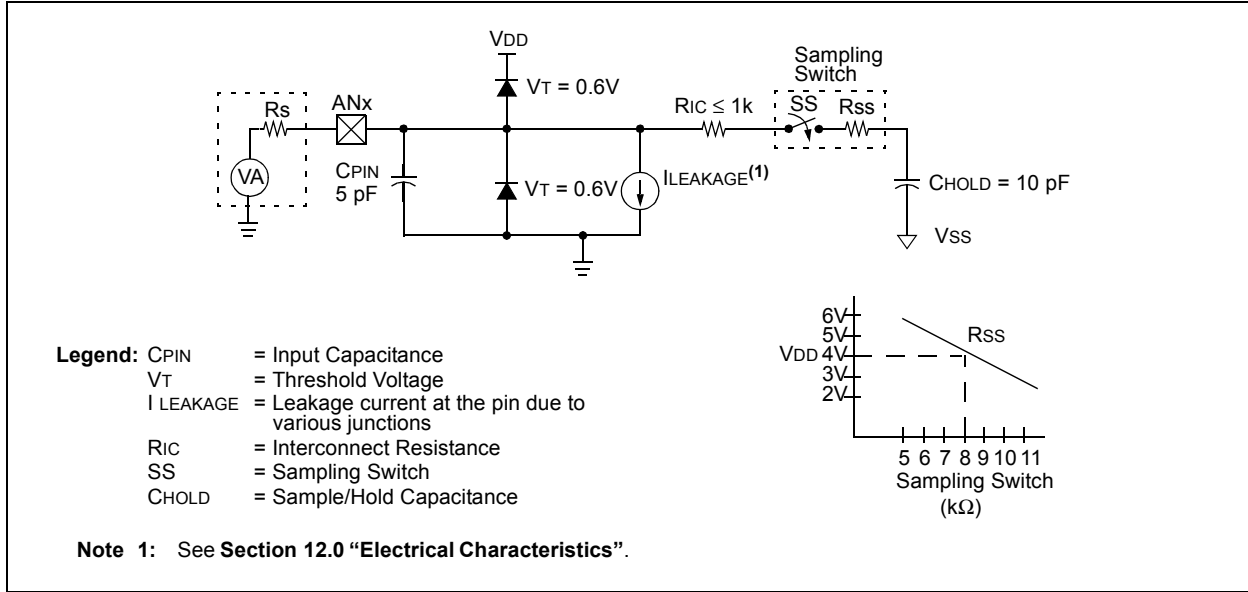 VDD
VT = 0.6V
Sampling
Switch
Rs
ANx
RIC ≤ 1k
SS
Rss
VA
CPIN
5 pF
VT = 0.6V
ILEAKAGE(1)
CHOLD = 10 pF
VSS
6V
5V
VDD 4V
3V
2V
RSS
5 6 7 8 9 10 11
Sampling Switch
(kΩ)
Legend: CPIN = Input Capacitance
VT = Threshold Voltage
I LEAKAGE = Leakage current at the pin due to
various junctions
RIC = Interconnect Resistance
SS = Sampling Switch
CHOLD = Sample/Hold Capacitance
Note 1: See Section 12.0 “Electrical Characteristics”.